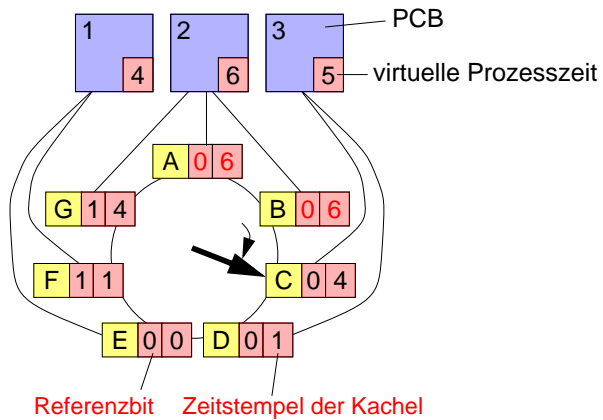 1 2 3 PCB
4 6 5 virtuelle Prozesszeit
A 0 6
G 1 4 B 0 6
F 1 1 C 0 4
E 0 0 D 0 1
Referenzbit Zeitstempel der Kachel